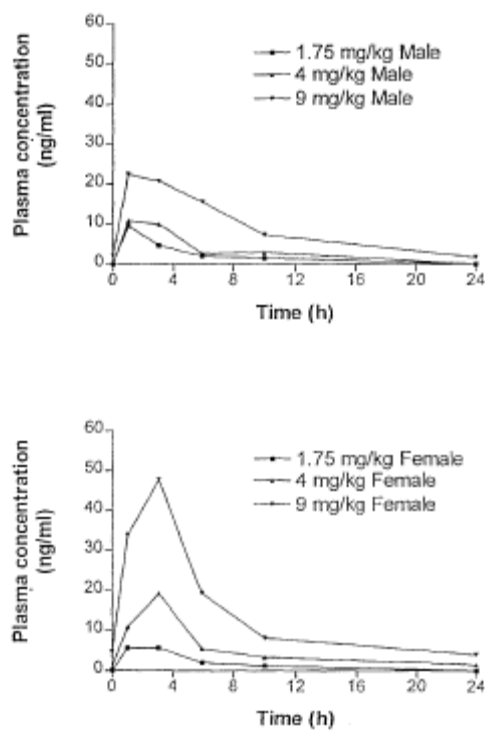 60
50
40
30
20
10
0
Plasma concentration
(ng/ml)
1.75 mg/kg Male
4 mg/kg Male
9 mg/kg Male
0 4 8 12 16 20 24
Time (h)
60
50
40
30
20
10
0
Plasma concentration
(ng/ml)
1.75 mg/kg Female
4 mg/kg Female
9 mg/kg Female
0 4 8 12 16 20 24
Time (h)